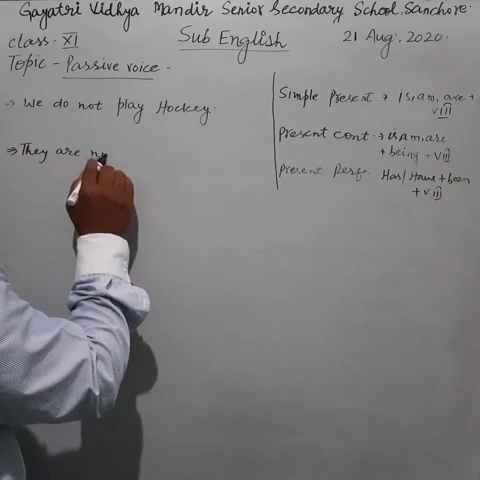 Gayatri Vidhya Mandir Senior Secondary School, Sanchore.
Class. XI
Sub English
21 Aug. 2020.
Topic - Passive voice -
→ We do not play Hockey.
⇒ They are n
Simple Present → is, am, are + VIII
Present cont. → is am, are + being + VIII
Present Perf. Has/Have + been + VIII